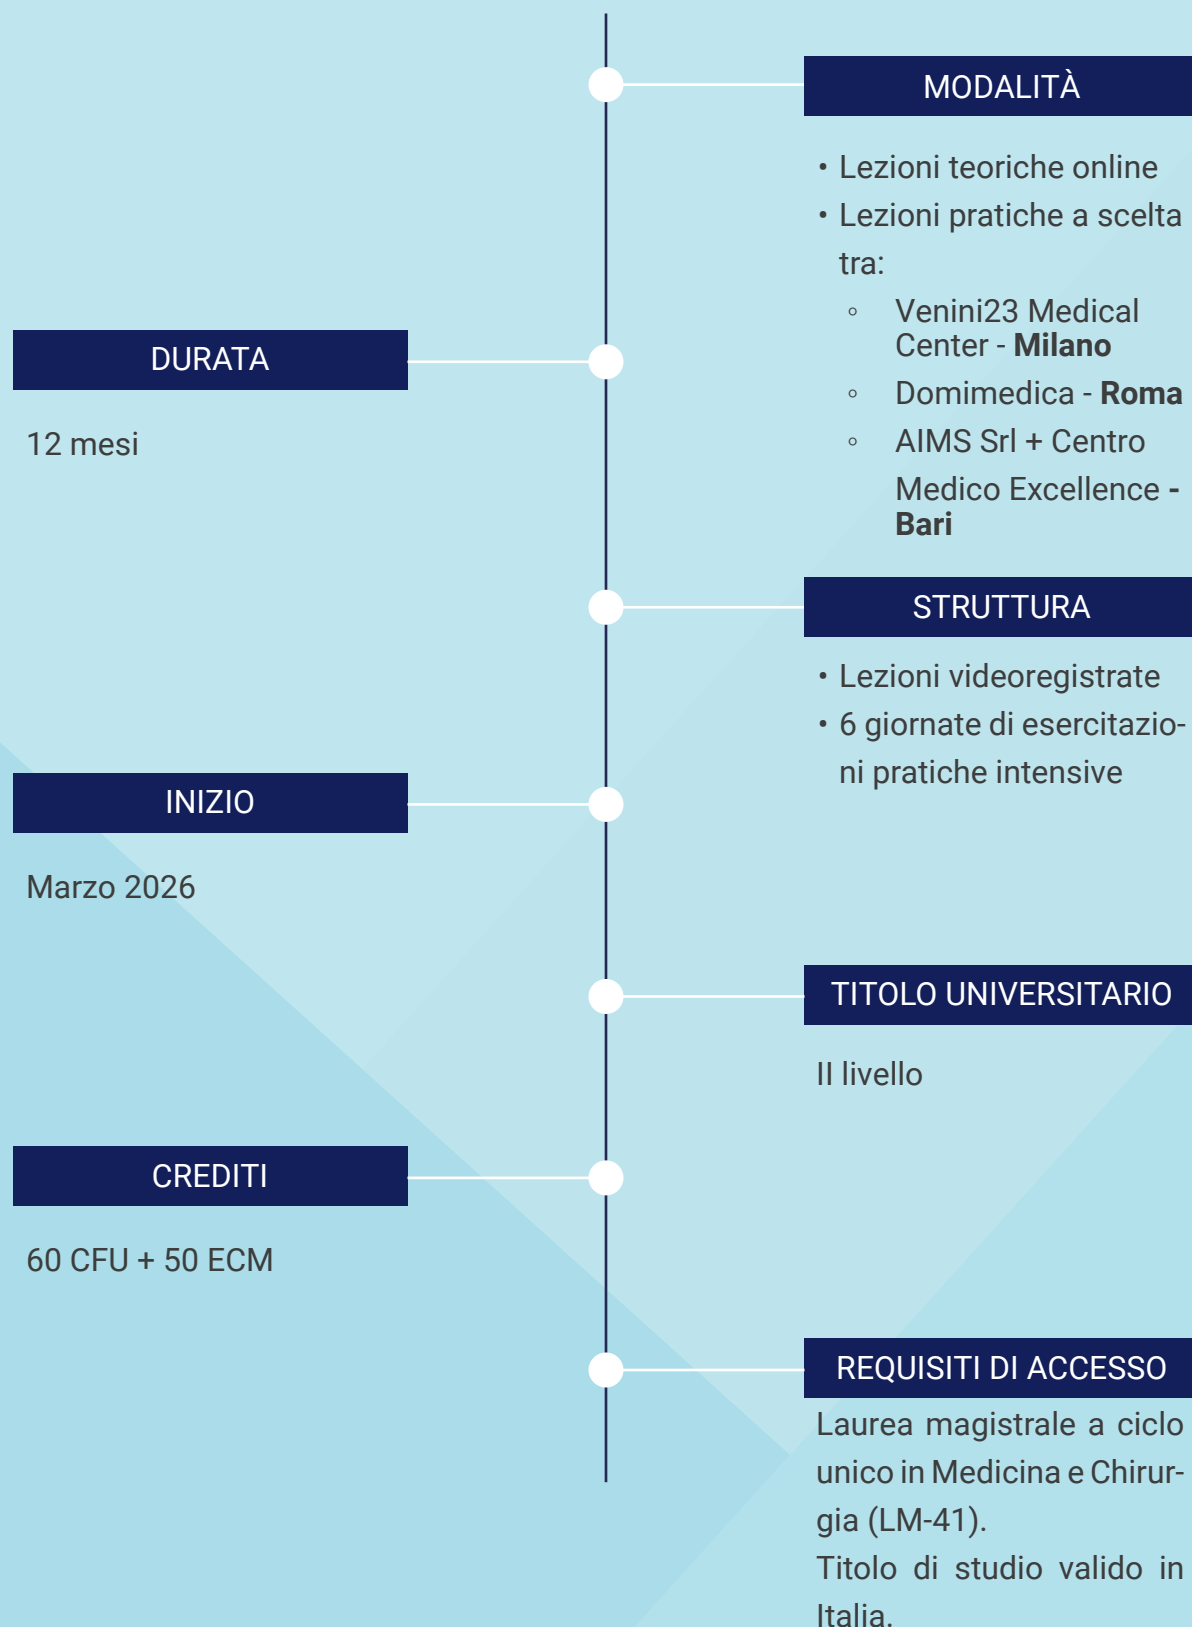 MODALITÀ
• Lezioni teoriche online
• Lezioni pratiche a scelta
tra:
◦ Venini23 Medical
Center - Milano
◦ Domimedica - Roma
◦ AIMS Srl + Centro
Medico Excellence -
Bari
DURATA
12 mesi
STRUTTURA
• Lezioni videoregistrate
• 6 giornate di esercitazio-
ni pratiche intensive
INIZIO
Marzo 2026
TITOLO UNIVERSITARIO
II livello
CREDITI
60 CFU + 50 ECM
REQUISITI DI ACCESSO
Laurea magistrale a ciclo
unico in Medicina e Chirur-
gia (LM-41).
Titolo di studio valido in
Italia.